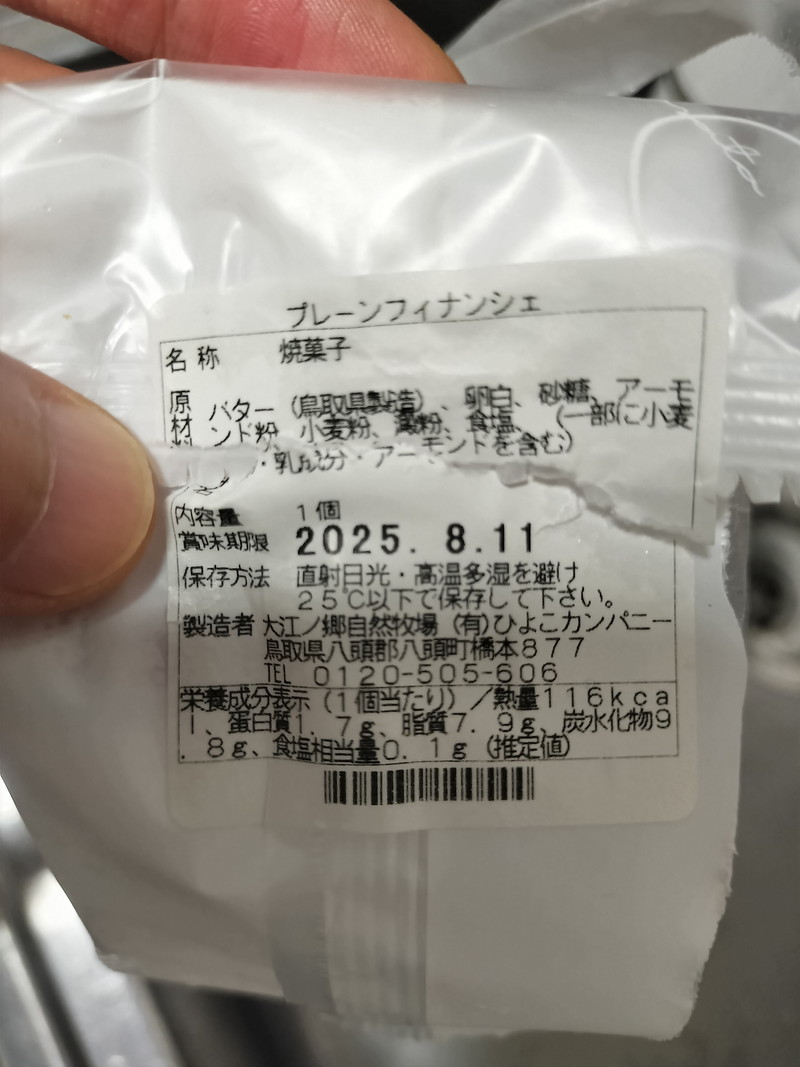 プレーンフィナンシェ
名称 焼菓子
原材料 バター (鳥取県製造)、卵白、砂糖、アーモ
ンド粉、小麦粉、澱粉、食塩、(一部に小麦
・乳成分・アーモンドを含む)
内容量 1個
賞味期限 2025. 8.11
保存方法 直射日光・高温多湿を避け
25℃以下で保存して下さい。
製造者 大江ノ郷自然牧場 (有)ひよこカンパニー
鳥取県八頭郡八頭町橋本877
TEL 0120-505-606
栄養成分表示(1個当たり)/熱量116kca
l、蛋白質1.7g、脂質7.9g、炭水化物9
.8g、食塩相当量0.1g(推定値)